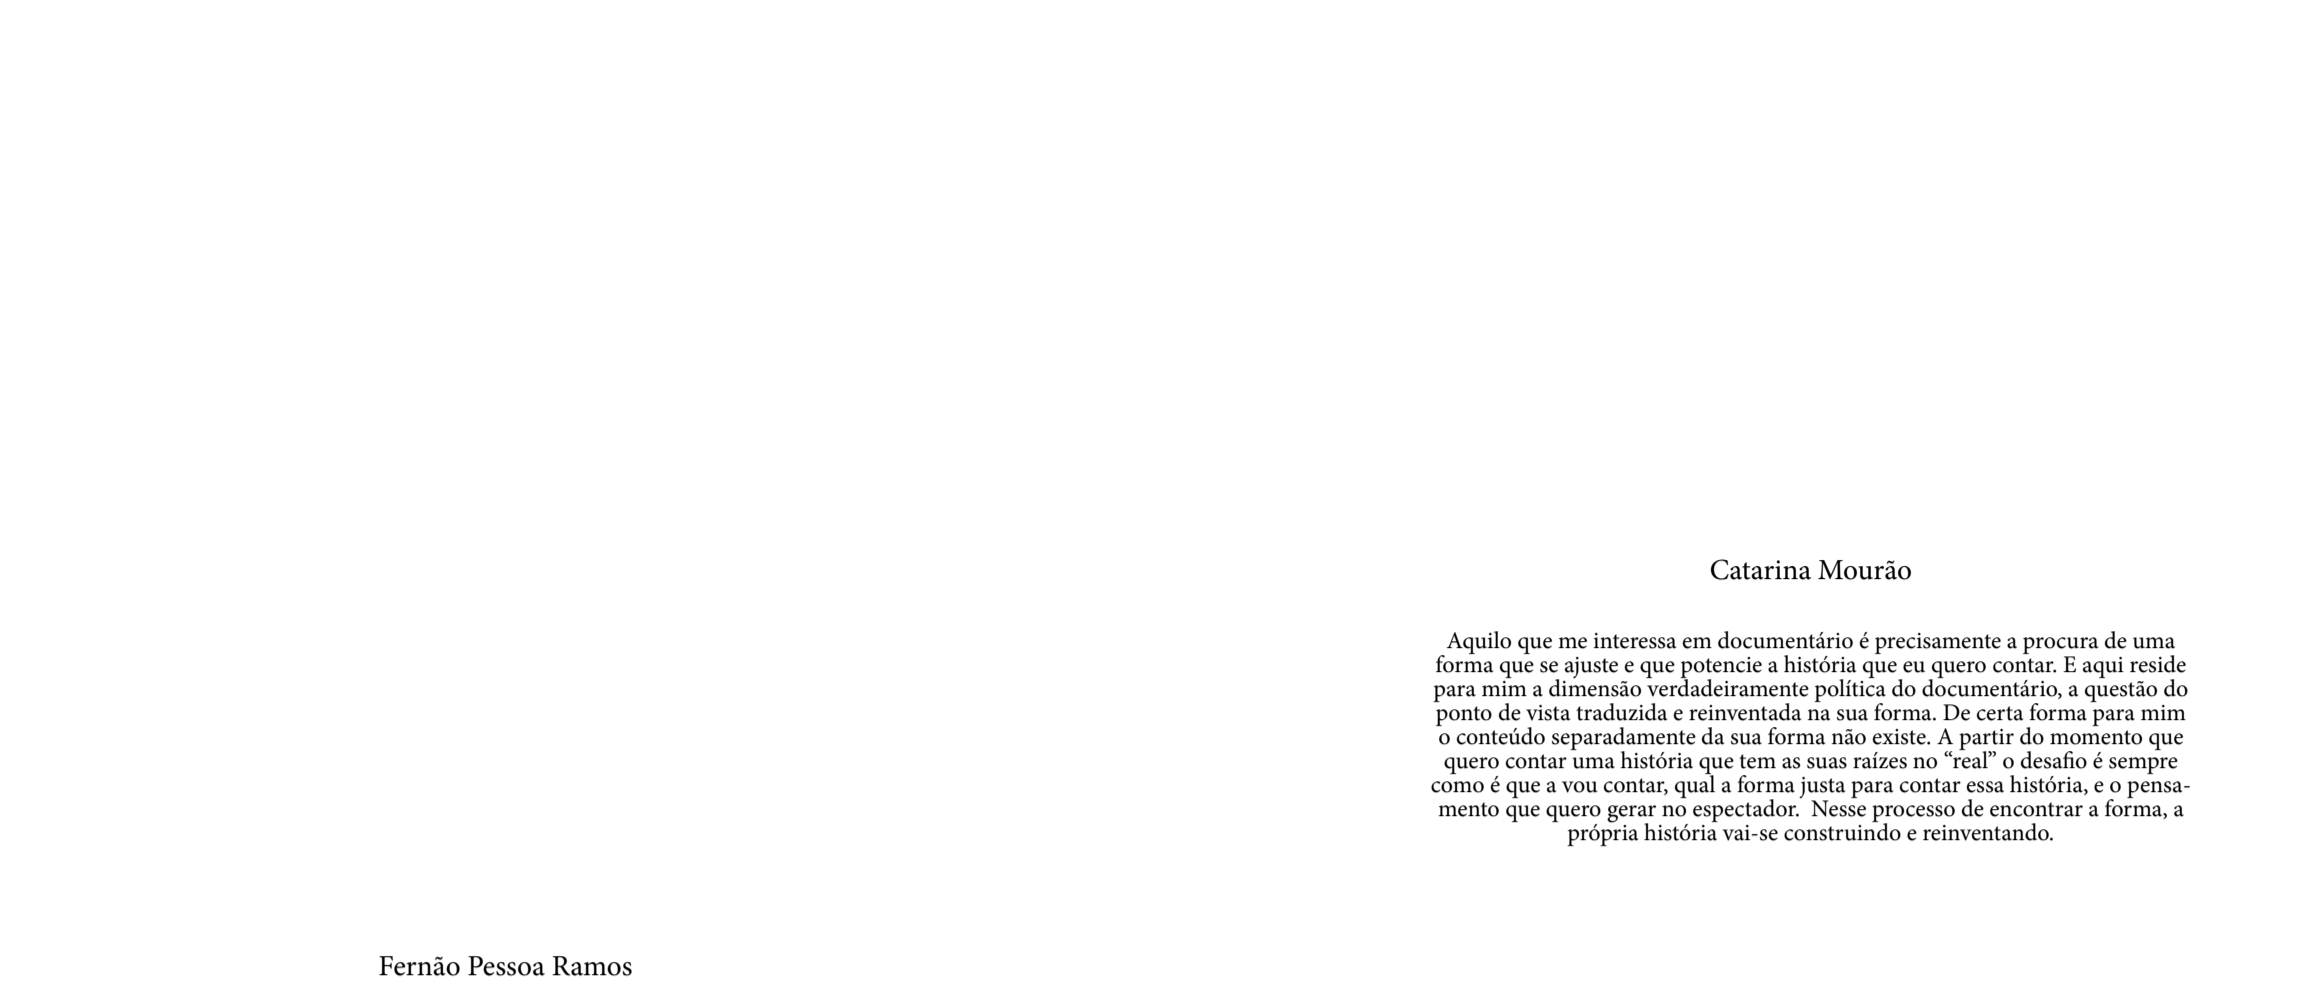 Catarina Mourão
Aquilo que me interessa em documentário é precisamente a procura de uma
forma que se ajuste e que potencie a história que eu quero contar. E aqui reside
para mim a dimensão verdadeiramente política do documentário, a questão do
ponto de vista traduzida e reinventada na sua forma. De certa forma para mim
o conteúdo separadamente da sua forma não existe. A partir do momento que
quero contar uma história que tem as suas raízes no “real” o desafio é sempre
como é que a vou contar, qual a forma justa para contar essa história, e o pensa-
mento que quero gerar no espectador.  Nesse processo de encontrar a forma, a
própria história vai-se construindo e reinventando.
Fernão Pessoa Ramos